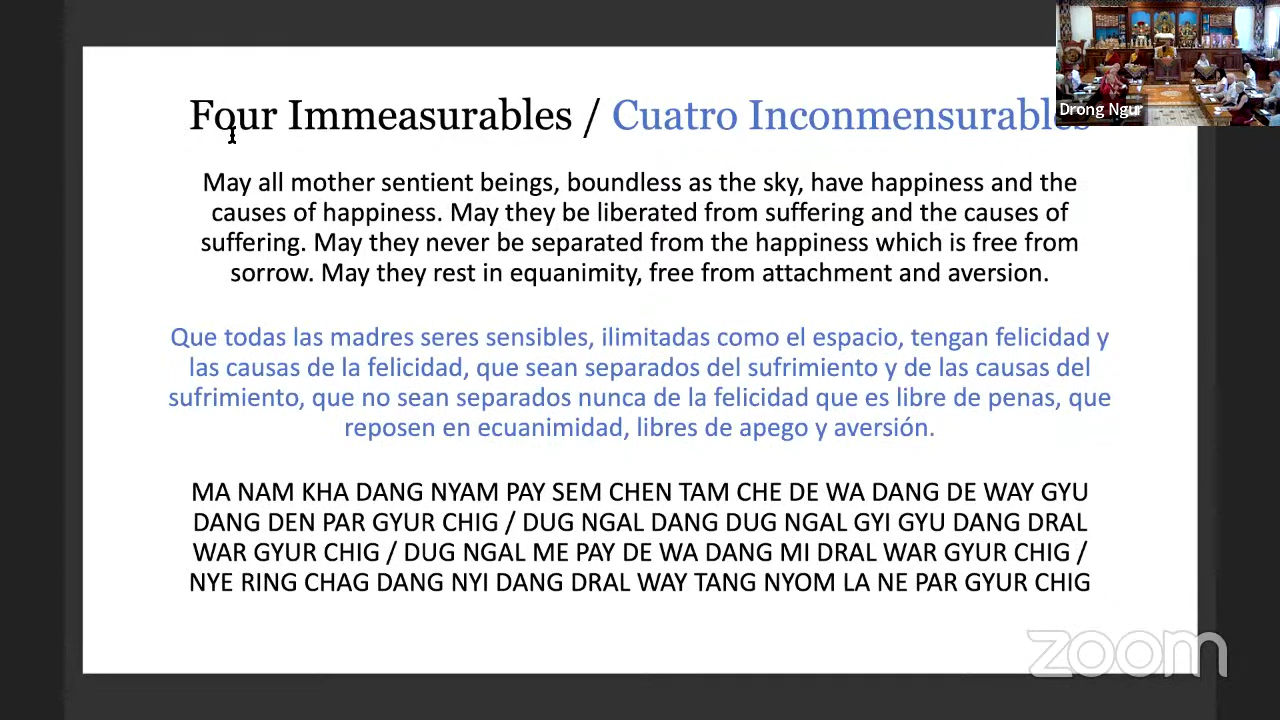 Four Immeasurables / Cuatro Inconmensurables
Drong Ngur
May all mother sentient beings, boundless as the sky, have happiness and the
causes of happiness. May they be liberated from suffering and the causes of
suffering. May they never be separated from the happiness which is free from
sorrow. May they rest in equanimity, free from attachment and aversion.
Que todas las madres seres sensibles, ilimitadas como el espacio, tengan felicidad y
las causas de la felicidad, que sean separados del sufrimiento y de las causas del
sufrimiento, que no sean separados nunca de la felicidad que es libre de penas, que
reposen en ecuanimidad, libres de apego y aversión.
MA NAM KHA DANG NYAM PAY SEM CHEN TAM CHE DE WA DANG DE WAY GYU
DANG DEN PAR GYUR CHIG / DUG NGAL DANG DUG NGAL GYI GYU DANG DRAL
WAR GYUR CHIG / DUG NGAL ME PAY DE WA DANG MI DRAL WAR GYUR CHIG /
NYE RING CHAG DANG NYI DANG DRAL WAY TANG NYOM LA NE PAR GYUR CHIG
zoom